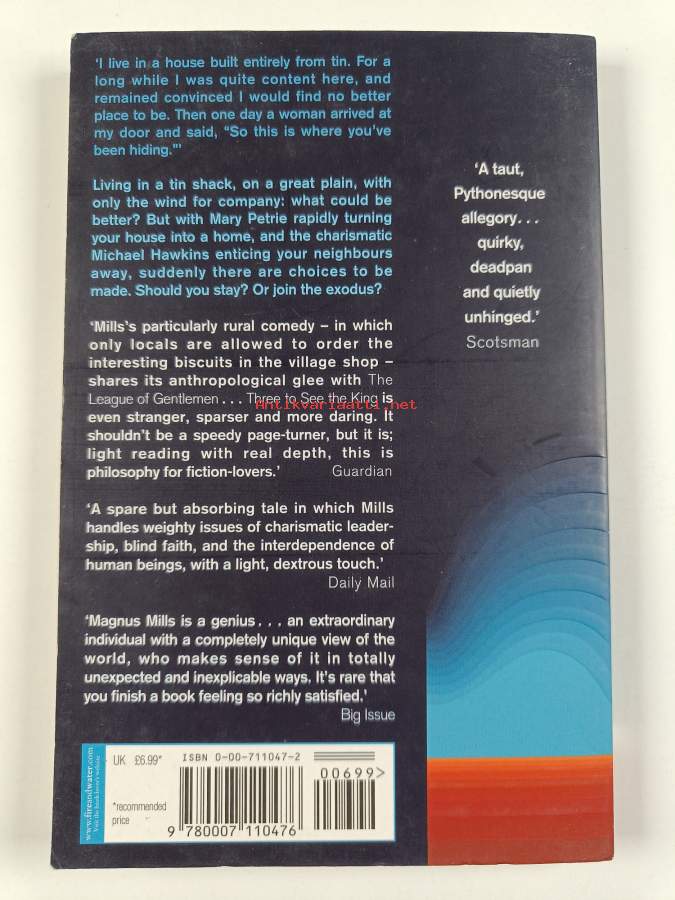 ‘I live in a house built entirely from tin. For a
long while I was quite content here, and
remained convinced I would find no better
place to be. Then one day a woman arrived at
my door and said, “So this is where you've
been hiding.”’
Living in a tin shack, on a great plain, with
only the wind for company: what could be
better? But with Mary Petrie rapidly turning
your house into a home, and the charismatic
Michael Hawkins enticing your neighbours
away, suddenly there are choices to be
made. Should you stay? Or join the exodus?
‘Mills's particularly rural comedy – in which
only locals are allowed to order the
interesting biscuits in the village shop –
shares its anthropological glee with The
League of Gentlemen... Three to See the King is
even stranger, sparser and more daring. It
shouldn't be a speedy page-turner, but it is;
light reading with real depth, this is
philosophy for fiction-lovers.’ Guardian
‘A spare but absorbing tale in which Mills
handles weighty issues of charismatic leader-
ship, blind faith, and the interdependence of
human beings, with a light, dextrous touch.’
Daily Mail
‘Magnus Mills is a genius... an extraordinary
individual with a completely unique view of the
world, who makes sense of it in totally
unexpected and inexplicable ways. It's rare that
you finish a book feeling so richly satisfied.’
Big Issue
‘A taut,
Pythonesque
allegory...
quirky,
deadpan
and quietly
unhinged.’
Scotsman
Antikvariaatti.net
www.fireandwater.com
Visit the book lover's website
UK £6.99*
*recommended
price
ISBN 0-00-711047-2
00699>
9 780007 110476